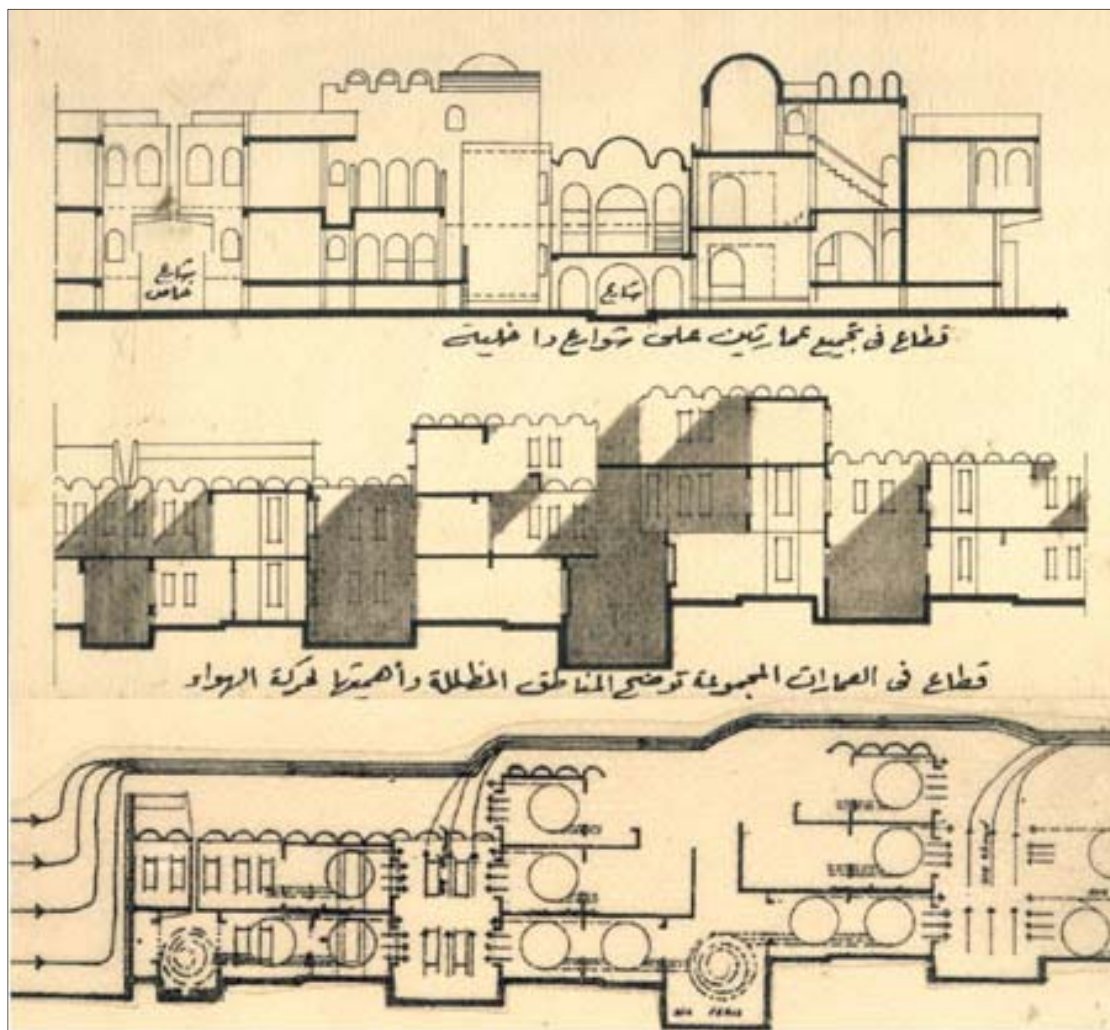 شارع
خاص
شارع
قطاع فى تجميع عمارتين على شوارع داخلية
قطاع فى العمارات المجموعة توضح المناطق المظللة وأهميتها لحركة الهواء